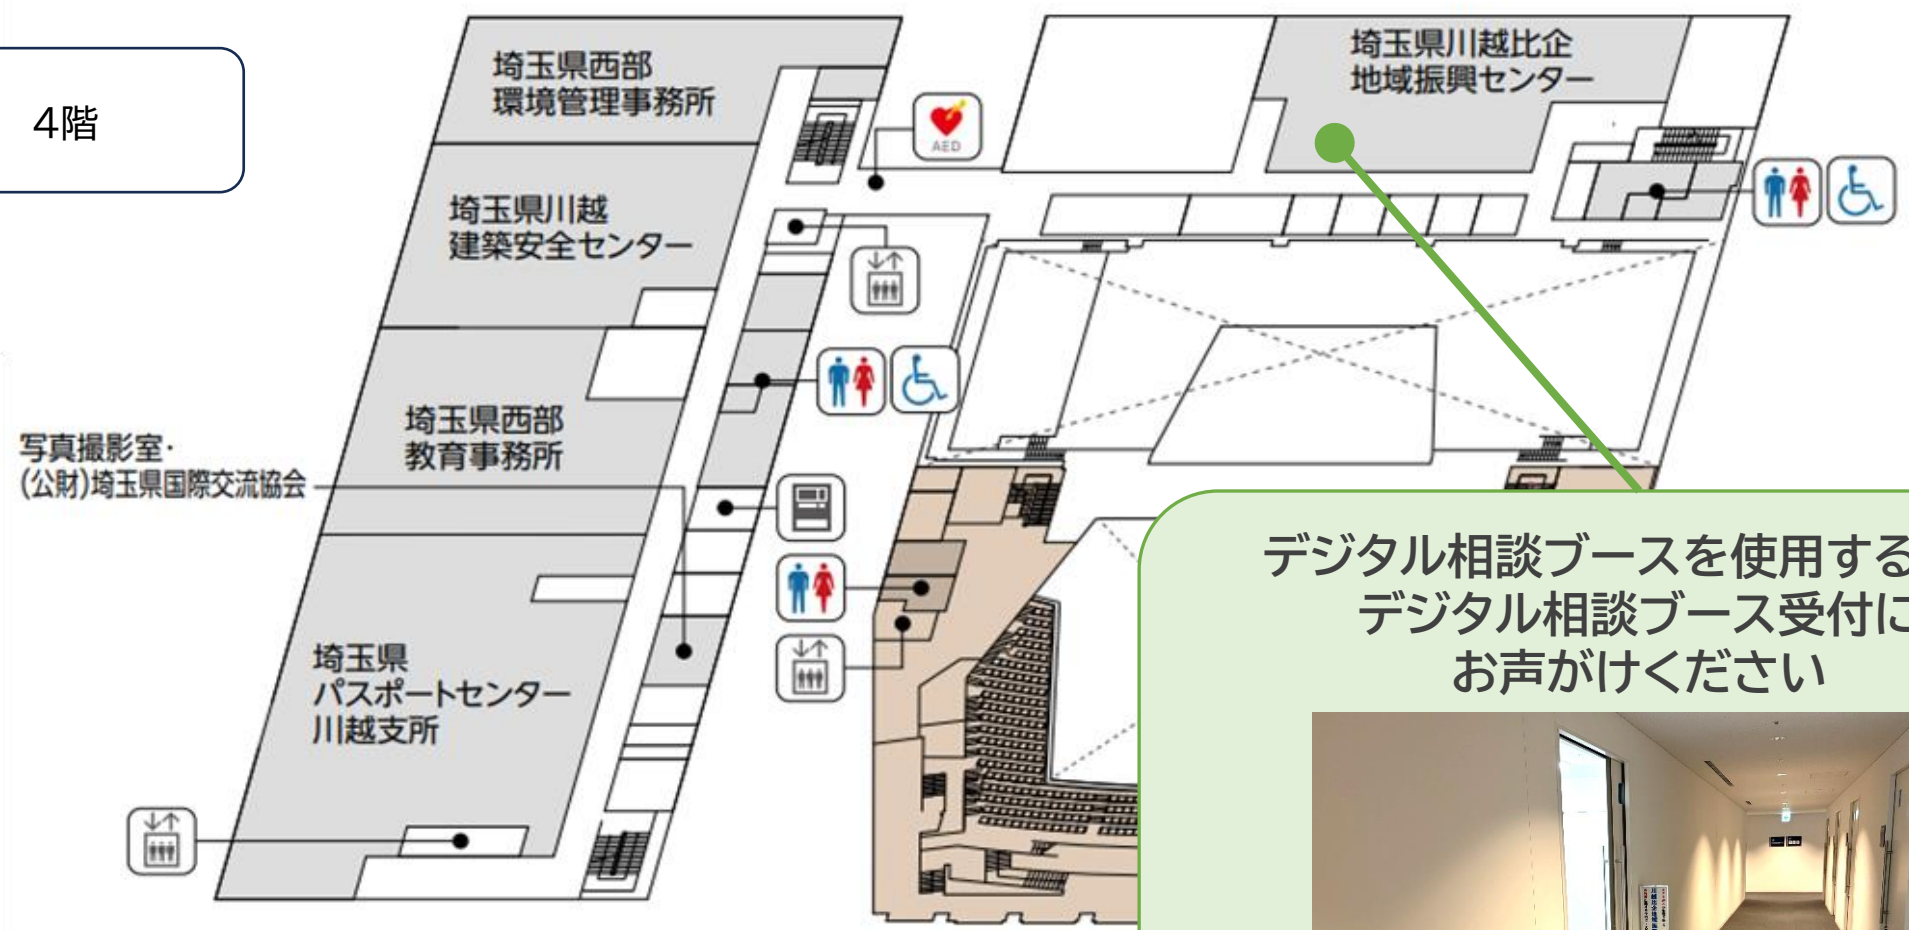 4階
埼玉県西部
環境管理事務所
埼玉県川越比企
地域振興センター
AED
埼玉県川越
建築安全センター
埼玉県西部
教育事務所
写真撮影室・
(公財)埼玉県国際交流協会
埼玉県
パスポートセンター
川越支所
デジタル相談ブースを使用する
デジタル相談ブース受付に
お声がけください